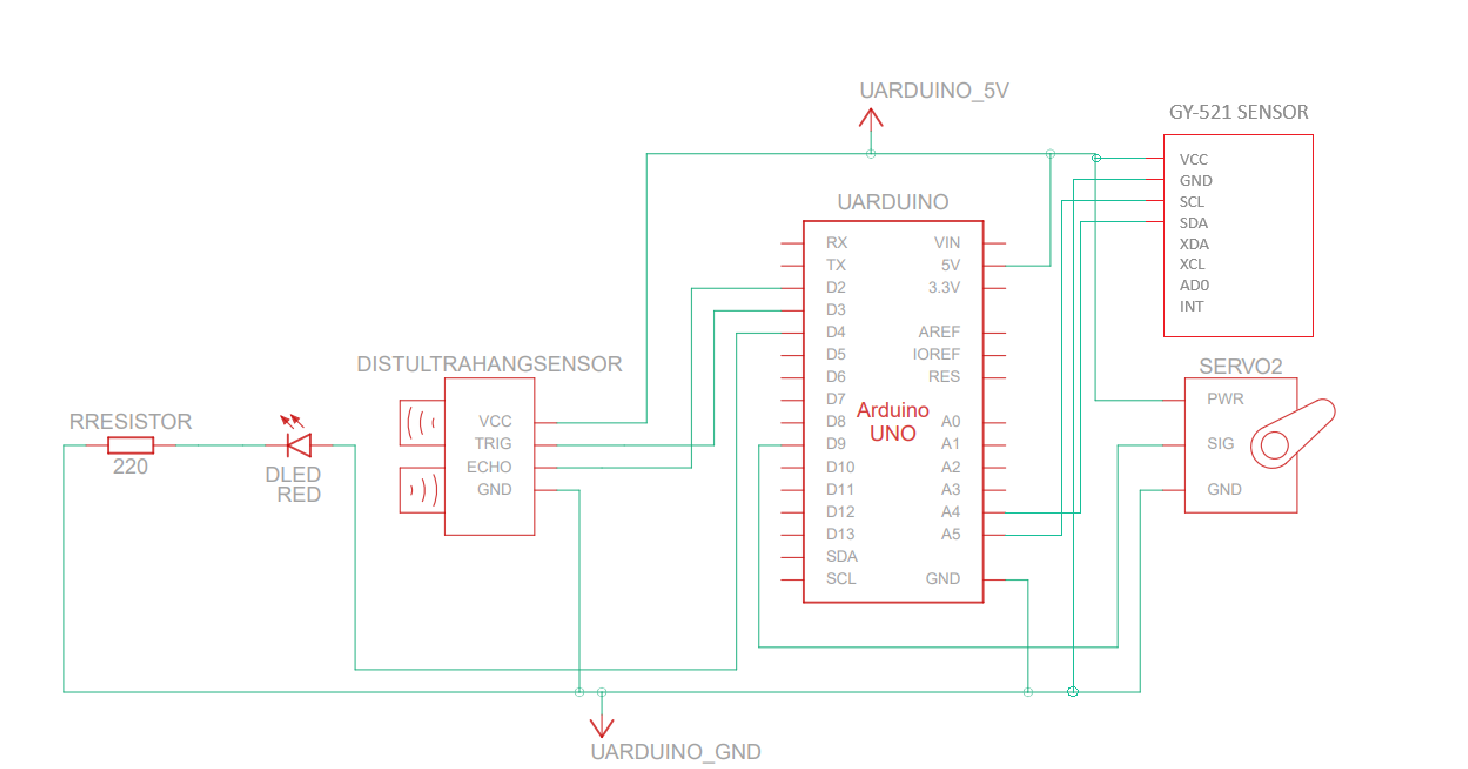 UARDUINO_5V
GY-521 SENSOR
VCC
GND
SCL
SDA
XDA
XCL
AD0
INT
UARDUINO
RX
TX
D2
D3
D4
D5
D6
D7
D8
D9
D10
D11
D12
D13
SDA
SCL
Arduino
UNO
VIN
5V
3.3V
AREF
IOREF
RES
A0
A1
A2
A3
A4
A5
GND
DISTULTRAHANGSENSOR
VCC
TRIG
ECHO
GND
SERVO2
PWR
SIG
GND
RRESISTOR
220
DLED
RED
UARDUINO_GND